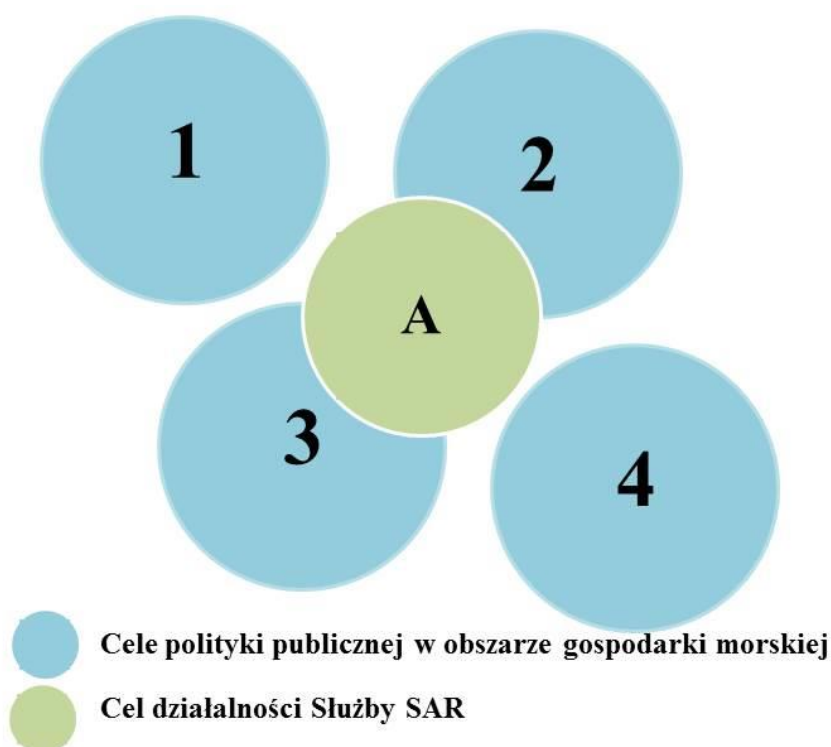 1
2
A
3
4
Cele polityki publicznej w obszarze gospodarki morskiej
Cel działalności Służby SAR